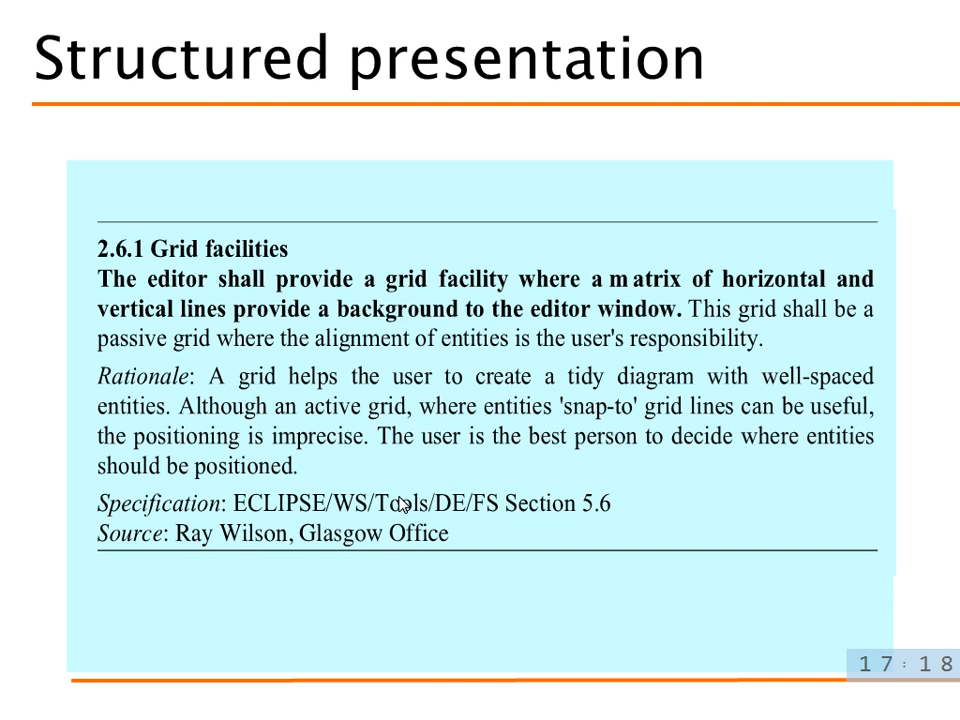 Structured presentation
2.6.1 Grid facilities
The editor shall provide a grid facility where a m atrix of horizontal and
vertical lines provide a background to the editor window. This grid shall be a
passive grid where the alignment of entities is the user's responsibility.
Rationale: A grid helps the user to create a tidy diagram with well-spaced
entities. Although an active grid, where entities 'snap-to' grid lines can be useful,
the positioning is imprecise. The user is the best person to decide where entities
should be positioned.
Specification: ECLIPSE/WS/Tools/DE/FS Section 5.6
Source: Ray Wilson, Glasgow Office
17:18